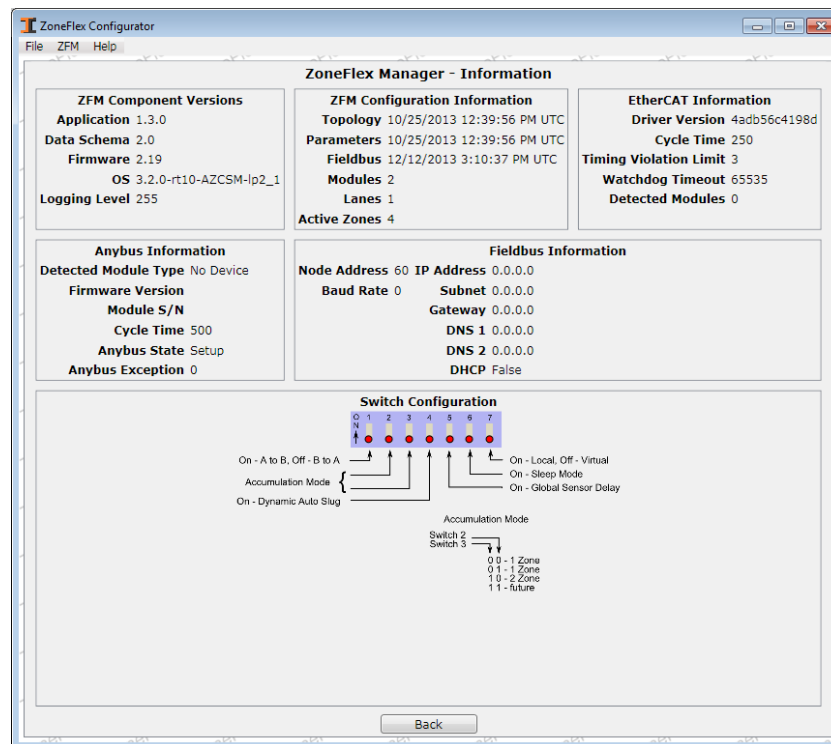 ZoneFlex Configurator
File ZFM Help
ZoneFlex Manager - Information
ZFM Component Versions
Application 1.3.0
Data Schema 2.0
Firmware 2.19
OS 3.2.0-rt10-AZCSM-lp2_1
Logging Level 255
ZFM Configuration Information
Topology 10/25/2013 12:39:56 PM UTC
Parameters 10/25/2013 12:39:56 PM UTC
Fieldbus 12/12/2013 3:10:37 PM UTC
Modules 2
Lanes 1
Active Zones 4
EtherCAT Information
Driver Version 4adb56c4198d
Cycle Time 250
Timing Violation Limit 3
Watchdog Timeout 65535
Detected Modules 0
Anybus Information
Detected Module Type No Device
Firmware Version
Module S/N
Cycle Time 500
Anybus State Setup
Anybus Exception 0
Fieldbus Information
Node Address 60 IP Address 0.0.0.0
Baud Rate 0 Subnet 0.0.0.0
Gateway 0.0.0.0
DNS 1 0.0.0.0
DNS 2 0.0.0.0
DHCP False
Switch Configuration
ON 1 2 3 4 5 6 7
On - A to B, Off - B to A
Accumulation Mode
On - Dynamic Auto Slug
On - Local, Off - Virtual
On - Sleep Mode
On - Global Sensor Delay
Accumulation Mode
Switch 2
Switch 3
0 0 - 1 Zone
0 1 - 1 Zone
1 0 - 2 Zone
1 1 - future
Back